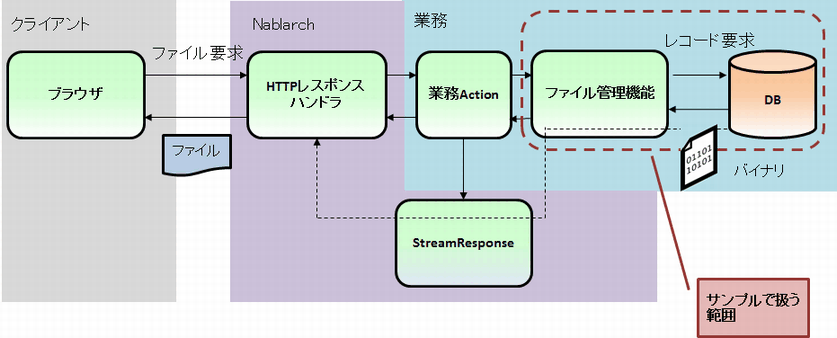 クライアント
Nablarch
業務
ファイル要求
レコード要求
ブラウザ
HTTPレスポンス
ハンドラ
業務Action
ファイル管理機能
DB
ファイル
01101
10101
バイナリ
StreamResponse
サンプルで扱う
範囲